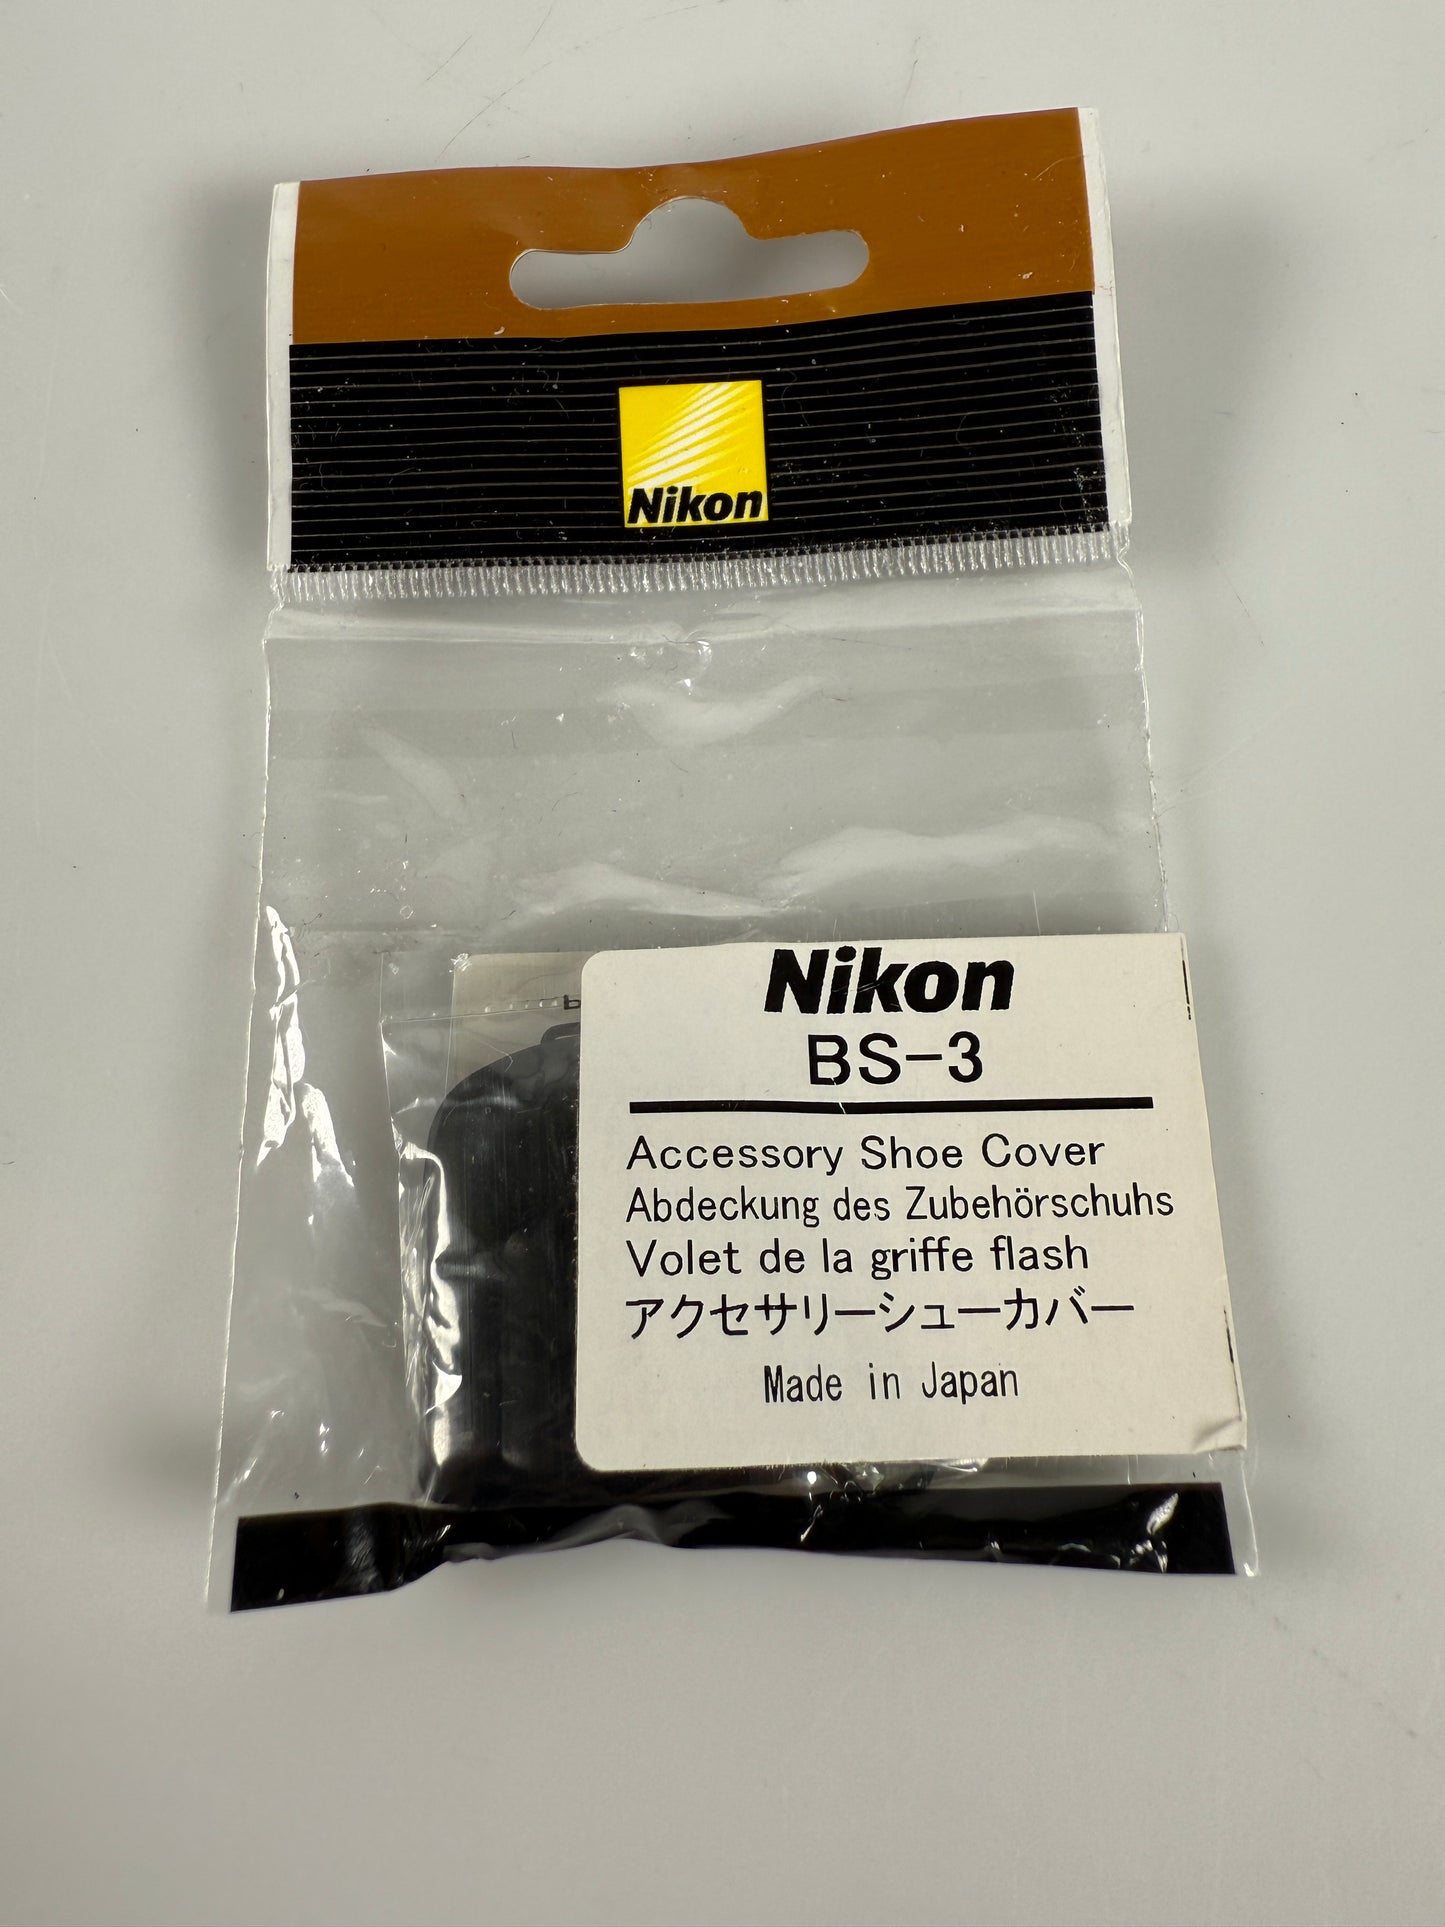 Nikon
Nikon
BS-3
Accessory Shoe Cover
Abdeckung des Zubehörschuhs
Volet de la griffe flash
アクセサリーシューカバー
Made in Japan